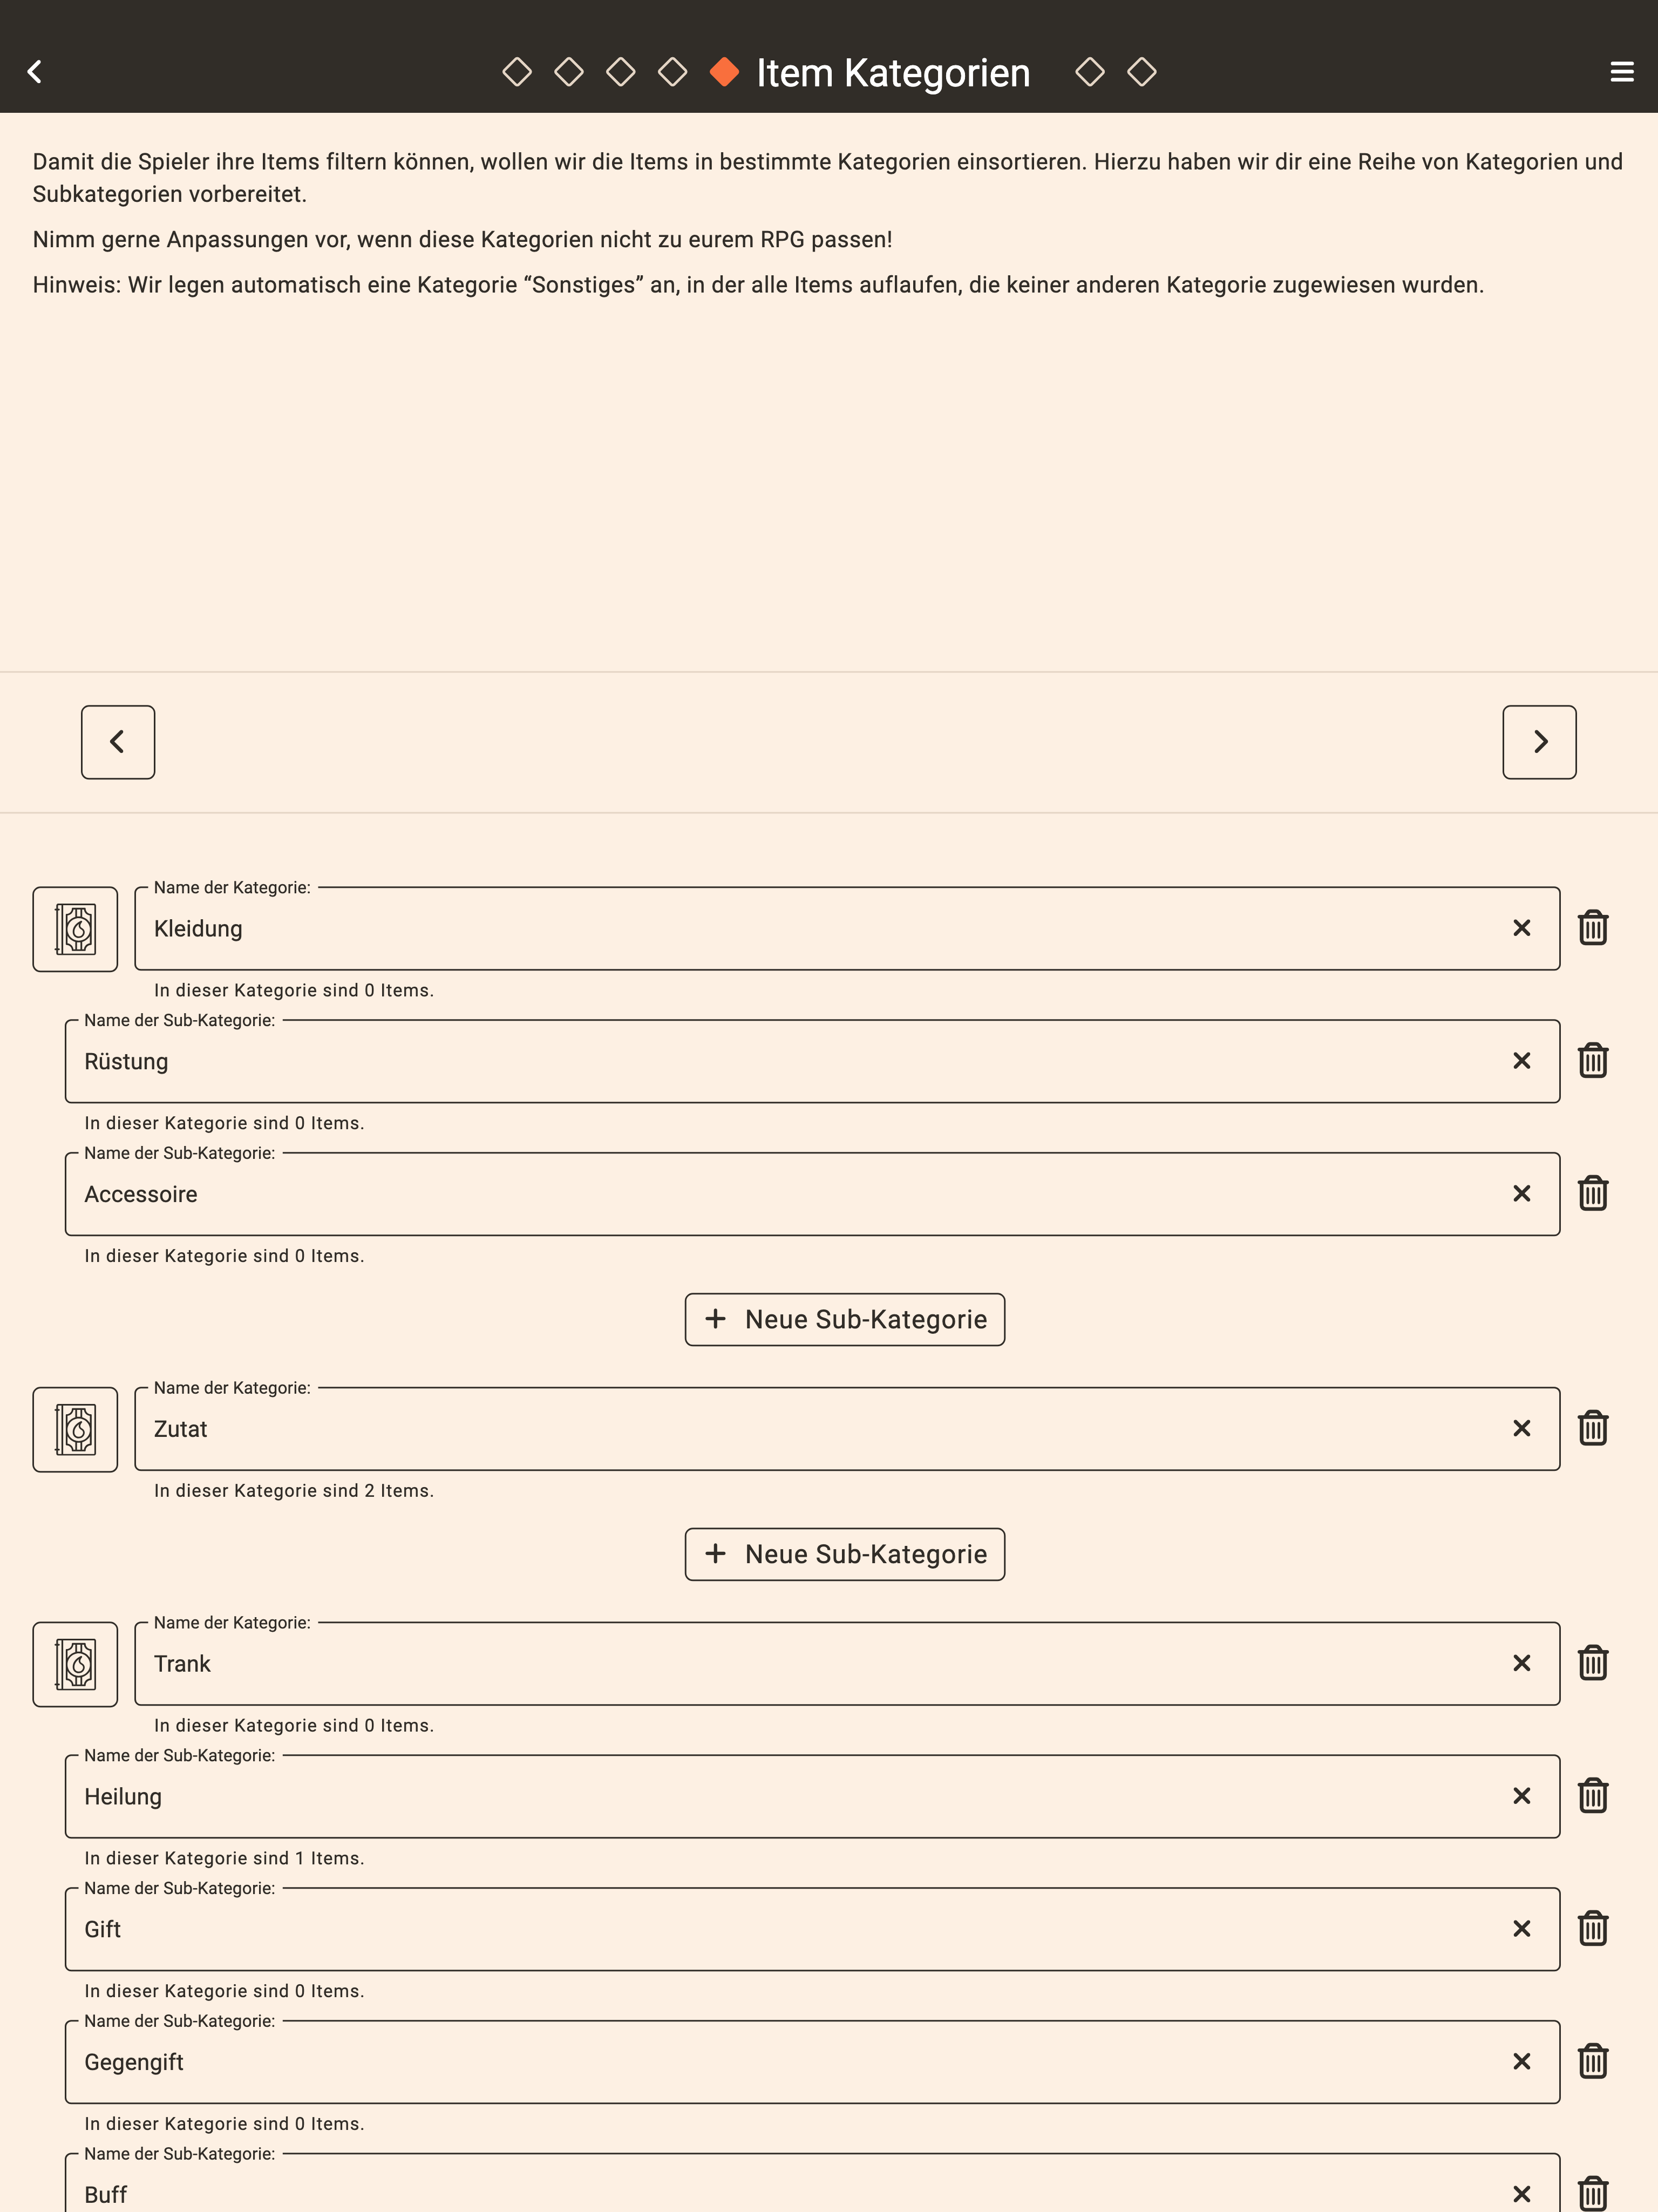 Item Kategorien
Damit die Spieler ihre Items filtern können, wollen wir die Items in bestimmte Kategorien einsortieren. Hierzu haben wir dir eine Reihe von Kategorien und
Subkategorien vorbereitet.
Nimm gerne Anpassungen vor, wenn diese Kategorien nicht zu eurem RPG passen!
Hinweis: Wir legen automatisch eine Kategorie “Sonstiges” an, in der alle Items auflaufen, die keiner anderen Kategorie zugewiesen wurden.
Name der Kategorie:
Kleidung
In dieser Kategorie sind 0 Items.
Name der Sub-Kategorie:
Rüstung
In dieser Kategorie sind 0 Items.
Name der Sub-Kategorie:
Accessoire
In dieser Kategorie sind 0 Items.
Neue Sub-Kategorie
Name der Kategorie:
Zutat
In dieser Kategorie sind 2 Items.
Neue Sub-Kategorie
Name der Kategorie:
Trank
In dieser Kategorie sind 0 Items.
Name der Sub-Kategorie:
Heilung
In dieser Kategorie sind 1 Items.
Name der Sub-Kategorie:
Gift
In dieser Kategorie sind 0 Items.
Name der Sub-Kategorie:
Gegengift
In dieser Kategorie sind 0 Items.
Name der Sub-Kategorie:
Buff